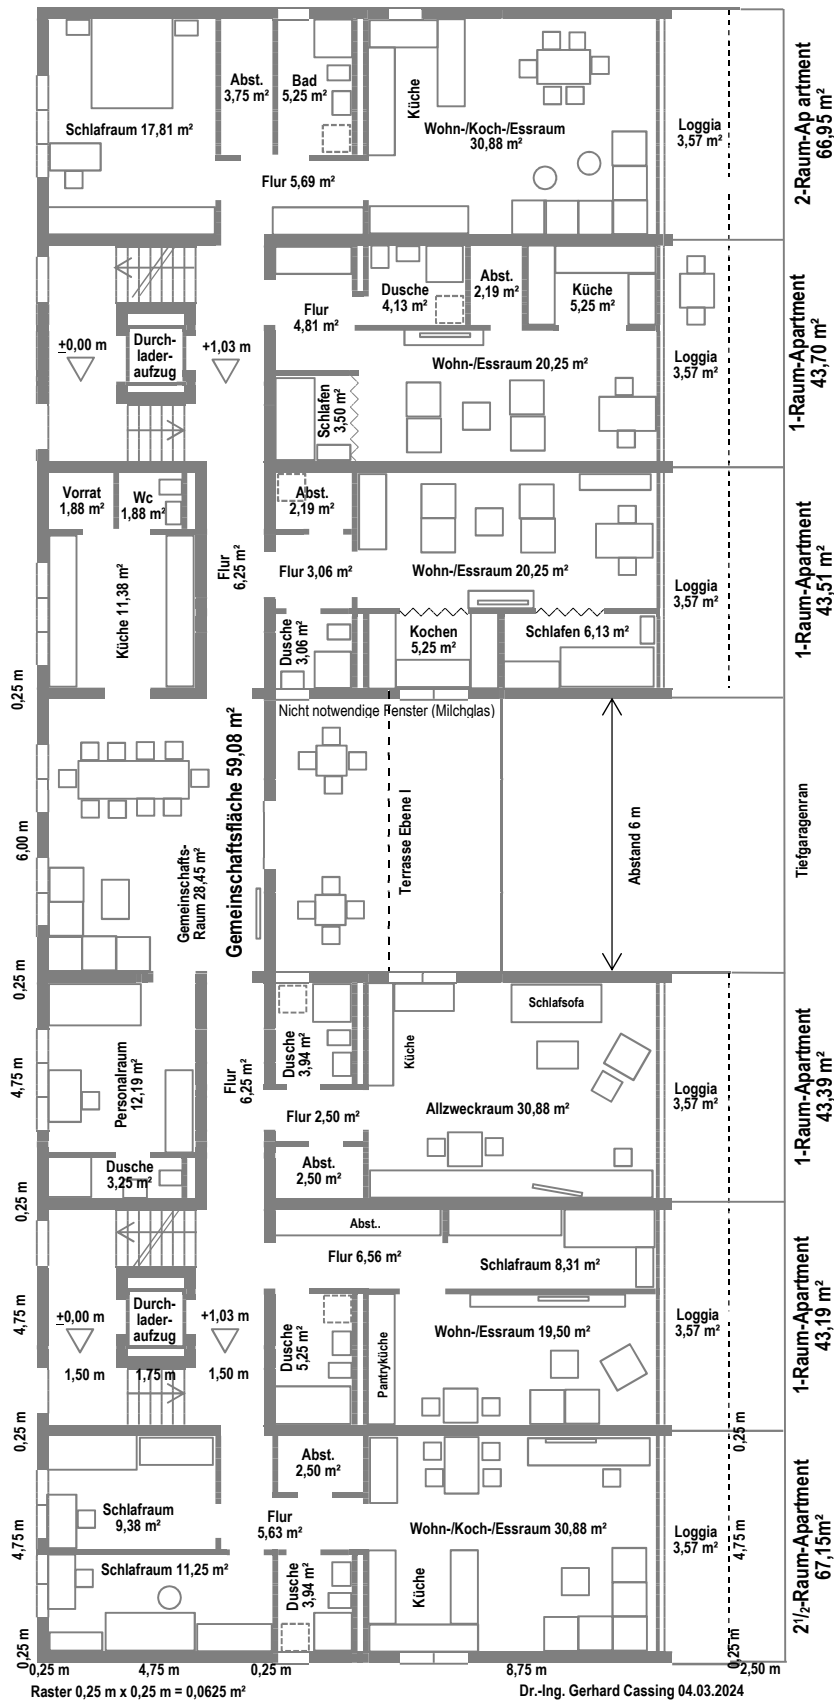 Schlafraum 17,81 m²
Abst.
3,75 m²
Bad
5,25 m²
Küche
Wohn-/Koch-/Essraum
30,88 m²
Loggia
3,57 m²
Flur 5,69 m²
2-Raum-Ap artment
66,95 m²
+0,00 m
Durch-
lader-
aufzug
+1,03 m
Flur
4,81 m²
Dusche
4,13 m²
Abst.
2,19 m²
Küche
5,25 m²
Wohn-/Essraum 20,25 m²
Schlafen
3,50 m²
Loggia
3,57 m²
1-Raum-Apartment
43,70 m²
Vorrat
1,88 m²
Wc
1,88 m²
Küche 11,38 m²
Flur
6,25 m²
Abst.
2,19 m²
Flur 3,06 m²
Wohn-/Essraum 20,25 m²
Dusche
3,06 m²
Kochen
5,25 m²
Schlafen 6,13 m²
Loggia
3,57 m²
1-Raum-Apartment
43,51 m²
0,25 m
Nicht notwendige Fenster (Milchglas)
Gemeinschaftsfläche 59,08 m²
Gemeinschafts-
Raum 28,45 m²
Terrasse Ebene I
Abstand 6 m
Tiefgaragenran
6,00 m
0,25 m
Personalraum
12,19 m²
Flur
6,25 m²
Dusche
3,94 m²
Küche
Schlafsofa
Allzweckraum 30,88 m²
Flur 2,50 m²
Abst.
2,50 m²
Dusche
3,25 m²
Loggia
3,57 m²
1-Raum-Apartment
43,39 m²
4,75 m
0,25 m
Abst..
Flur 6,56 m²
Schlafraum 8,31 m²
+0,00 m
Durch-
lader-
aufzug
+1,03 m
Dusche
5,25 m²
Pantryküche
Wohn-/Essraum 19,50 m²
Loggia
3,57 m²
1-Raum-Apartment
43,19 m²
4,75 m
1,50 m
1,75 m
1,50 m
0,25 m
0,25 m
Schlafraum
9,38 m²
Abst.
2,50 m²
Flur
5,63 m²
Wohn-/Koch-/Essraum 30,88 m²
Schlafraum 11,25 m²
Dusche
3,94 m²
Küche
Loggia
3,57 m²
4,75 m
2¹/₂-Raum-Apartment
67,15m²
4,75 m
0,25 m
0,25 m
0,25 m
4,75 m
0,25 m
8,75 m
2,50 m
Raster 0,25 m x 0,25 m = 0,0625 m²
Dr.-Ing. Gerhard Cassing 04.03.2024